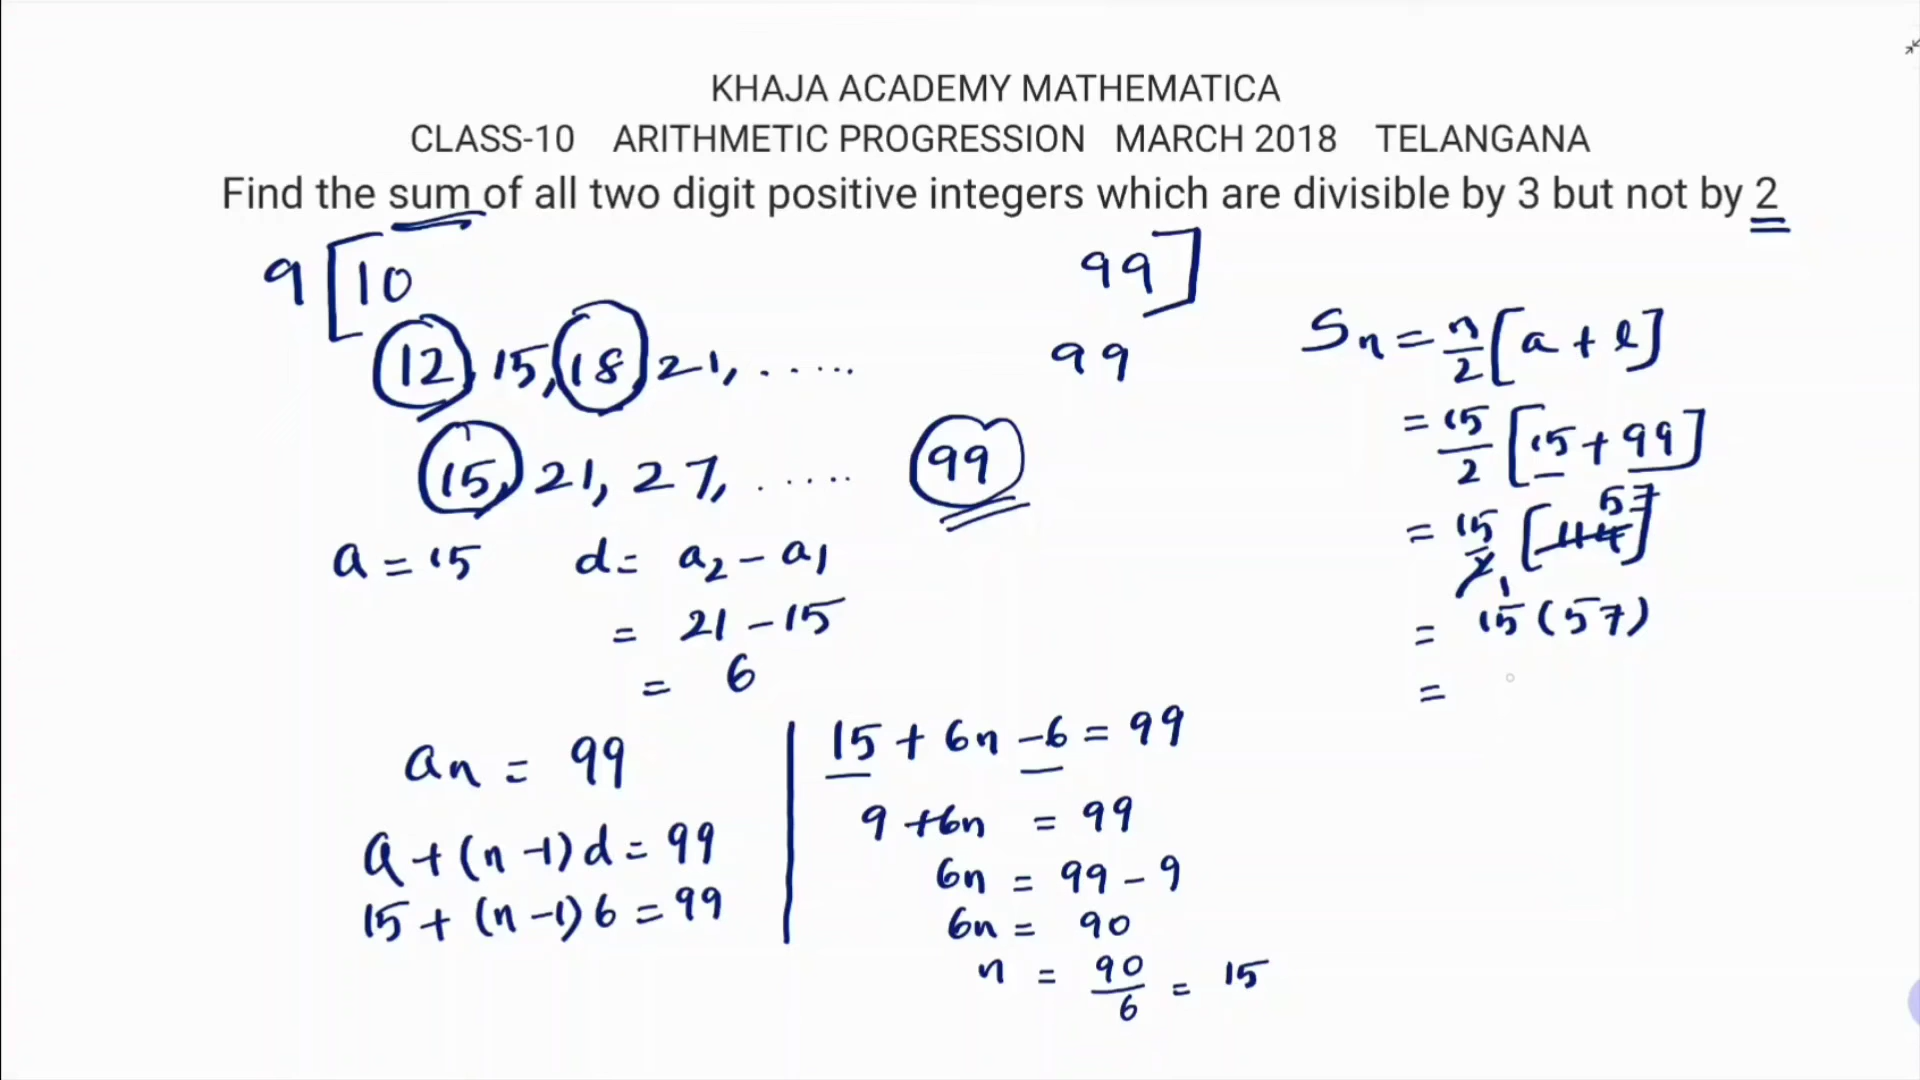 KHAJA ACADEMY MATHEMATICA
CLASS-10 ARITHMETIC PROGRESSION MARCH 2018 TELANGANA
Find the sum of all two digit positive integers which are divisible by 3 but not by 2
9 [10 99]
12, 15, 18, 21, ..... 99
15, 21, 27, ..... 99
a = 15 d = a₂ - a₁
= 21 - 15
= 6
an = 99
a + (n -1) d = 99
15 + (n -1) 6 = 99
15 + 6n - 6 = 99
9 + 6n = 99
6n = 99 - 9
6n = 90
n = 90/6 = 15
Sn = n/2 [a + l]
= 15/2 [15 + 99]
= 15/2 [114] 57 1
= 15 (57)
=